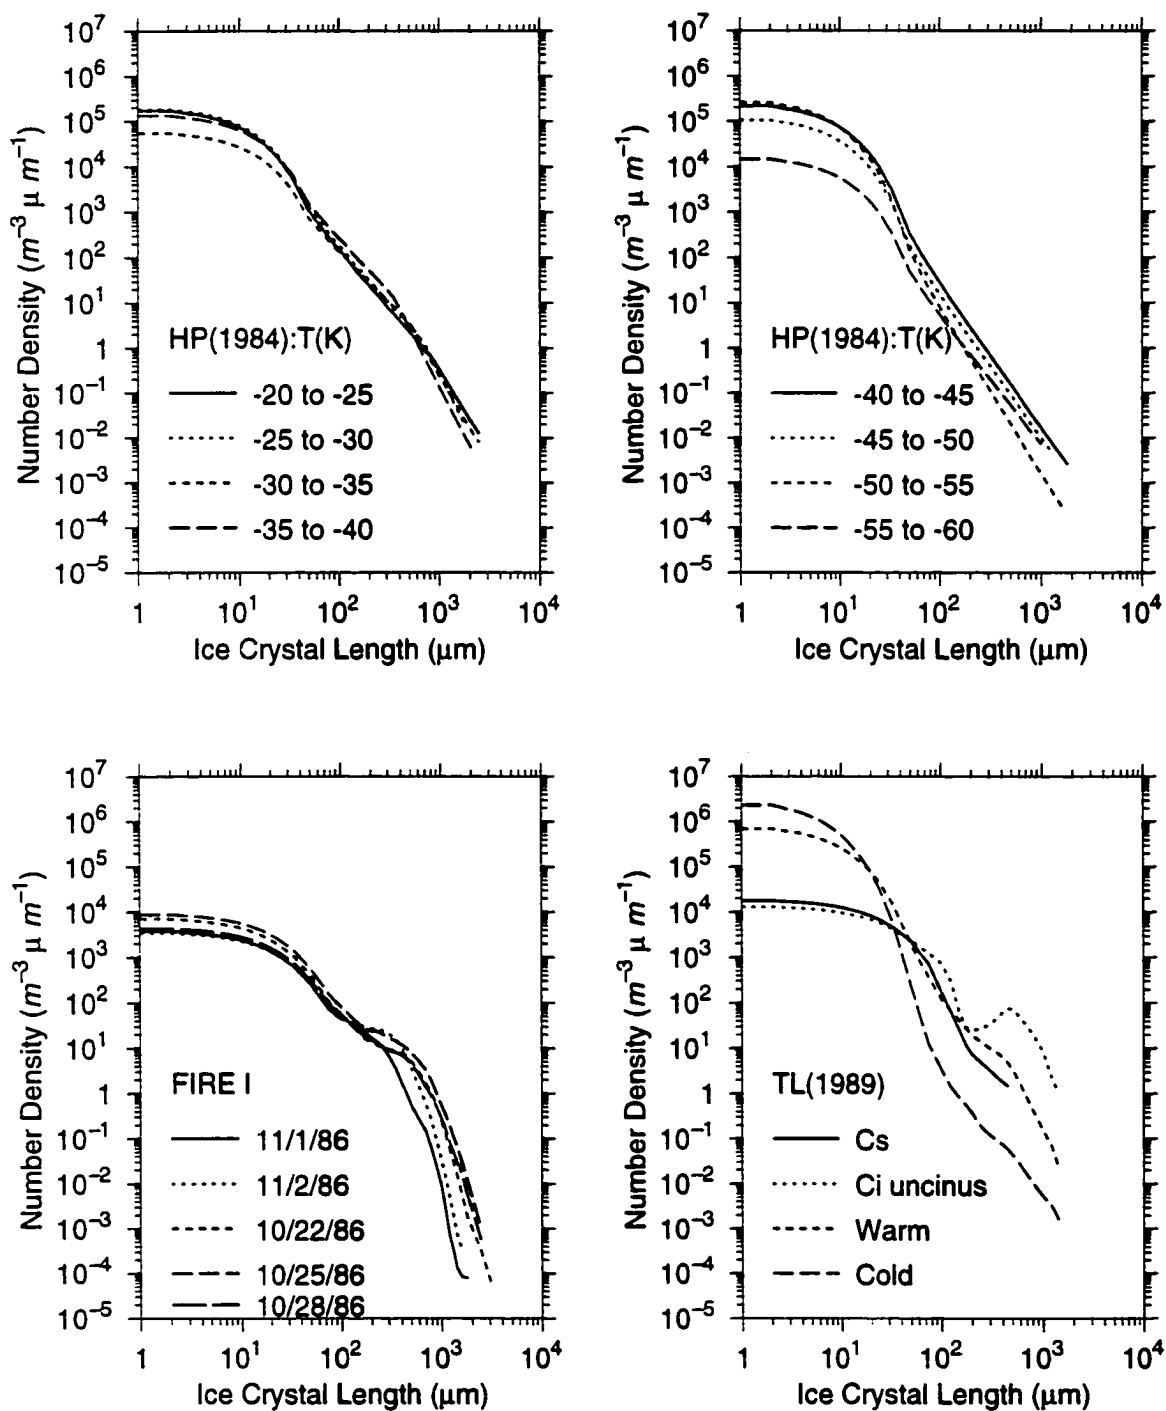 10⁷
10⁶
10⁵
10⁴
10³
10²
10¹
1
10⁻¹
10⁻²
10⁻³
10⁻⁴
10⁻⁵
Number Density (m⁻³ μ m⁻¹)
HP(1984):T(K)
-20 to -25
-25 to -30
-30 to -35
-35 to -40
1 10¹ 10² 10³ 10⁴
Ice Crystal Length (μm)
10⁷
10⁶
10⁵
10⁴
10³
10²
10¹
1
10⁻¹
10⁻²
10⁻³
10⁻⁴
10⁻⁵
Number Density (m⁻³ μ m⁻¹)
HP(1984):T(K)
-40 to -45
-45 to -50
-50 to -55
-55 to -60
1 10¹ 10² 10³ 10⁴
Ice Crystal Length (μm)
10⁷
10⁶
10⁵
10⁴
10³
10²
10¹
1
10⁻¹
10⁻²
10⁻³
10⁻⁴
10⁻⁵
Number Density (m⁻³ μ m⁻¹)
FIRE I
11/1/86
11/2/86
10/22/86
10/25/86
10/28/86
1 10¹ 10² 10³ 10⁴
Ice Crystal Length (μm)
10⁷
10⁶
10⁵
10⁴
10³
10²
10¹
1
10⁻¹
10⁻²
10⁻³
10⁻⁴
10⁻⁵
Number Density (m⁻³ μ m⁻¹)
TL(1989)
Cs
Ci uncinus
Warm
Cold
1 10¹ 10² 10³ 10⁴
Ice Crystal Length (μm)